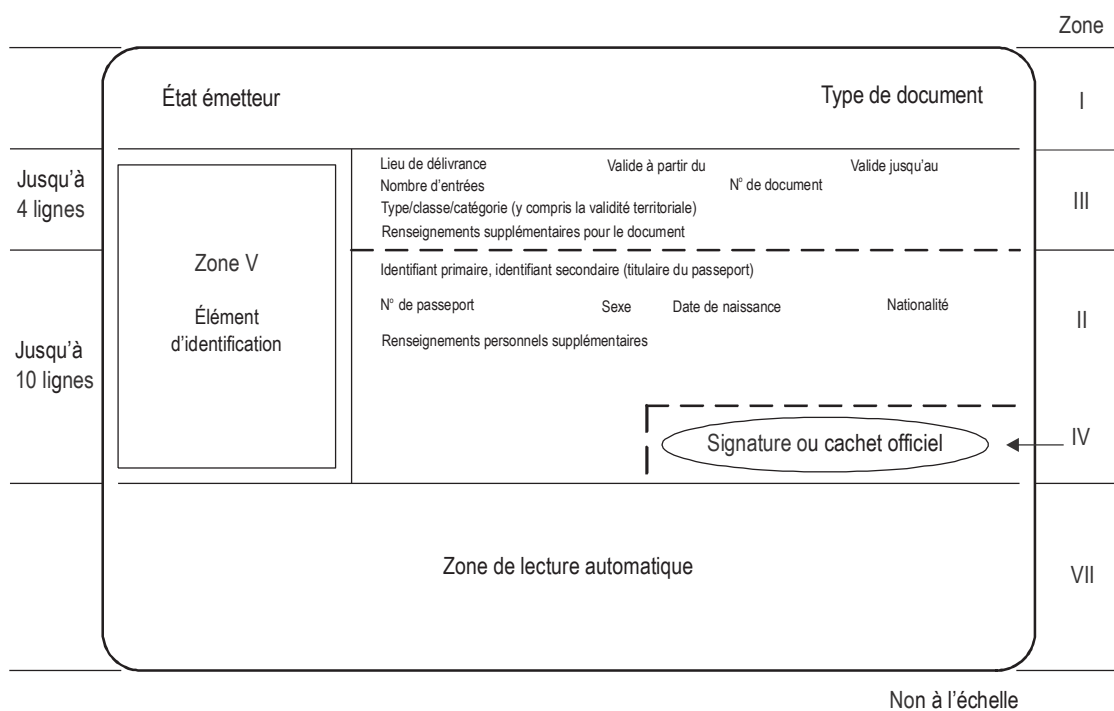 Zone
État émetteur Type de document I
Jusqu'à
4 lignes
Lieu de délivrance Valide à partir du Valide jusqu'au
Nombre d'entrées N° de document
Type/classe/catégorie (y compris la validité territoriale)
Renseignements supplémentaires pour le document
III
Zone V
Élément
d'identification
Jusqu'à
10 lignes
Identifiant primaire, identifiant secondaire (titulaire du passeport)
N° de passeport Sexe Date de naissance Nationalité
Renseignements personnels supplémentaires
II
Signature ou cachet officiel IV
Zone de lecture automatique VII
Non à l'échelle